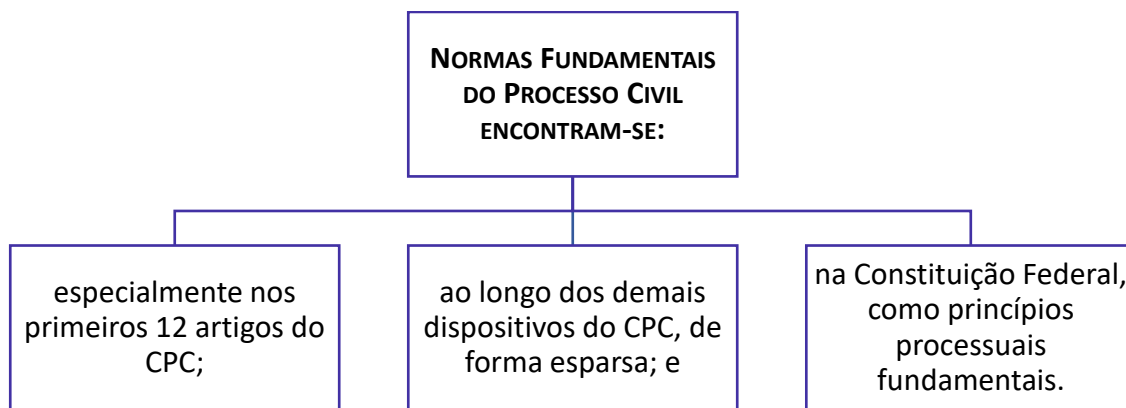 NORMAS FUNDAMENTAIS
DO PROCESSO CIVIL
ENCONTRAM-SE:
especialmente nos
primeiros 12 artigos do
CPC;
ao longo dos demais
dispositivos do CPC, de
forma esparsa; e
na Constituição Federal,
como princípios
processuais
fundamentais.